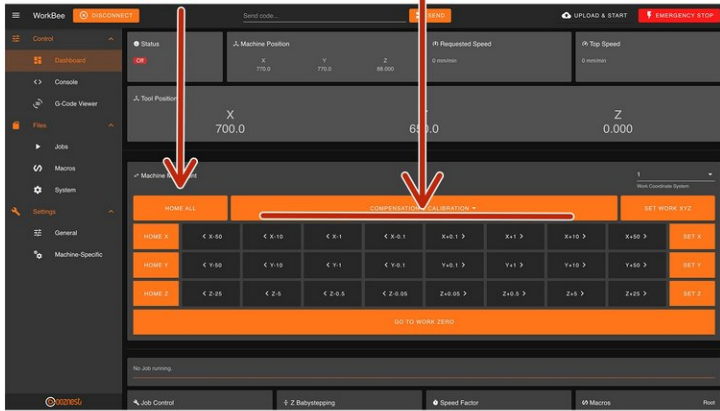 WorkBee
DISCONNECT
Send code...
SEND
UPLOAD & START
EMERGENCY STOP
Control
Dashboard
Console
G-Code Viewer
Files
Jobs
Macros
System
Settings
General
Machine-Specific
ooznest
Status
Off
Machine Position
X Y Z
770.0 770.0 86.000
Requested Speed
0 mm/min
Top Speed
0 mm/min
Tool Position
X Z
700.0 0.000
Machine
1
Work Coordinate System
HOME ALL
COMPENSATION CALIBRATION
SET WORK XYZ
HOME X < X-50 < X-10 < X-1 < X-0.1 X+0.1 > X+1 > X+10 > X+50 > SET X
HOME Y < Y-50 < Y-10 < Y-1 < Y-0.1 Y+0.1 > Y+1 > Y+10 > Y+50 > SET Y
HOME Z < Z-25 < Z-5 < Z-0.5 < Z-0.05 Z+0.05 > Z+0.5 > Z+5 > Z+25 > SET Z
GO TO WORK ZERO
No Job running.
Job Control
Z Babystepping
Speed Factor
Macros
Root